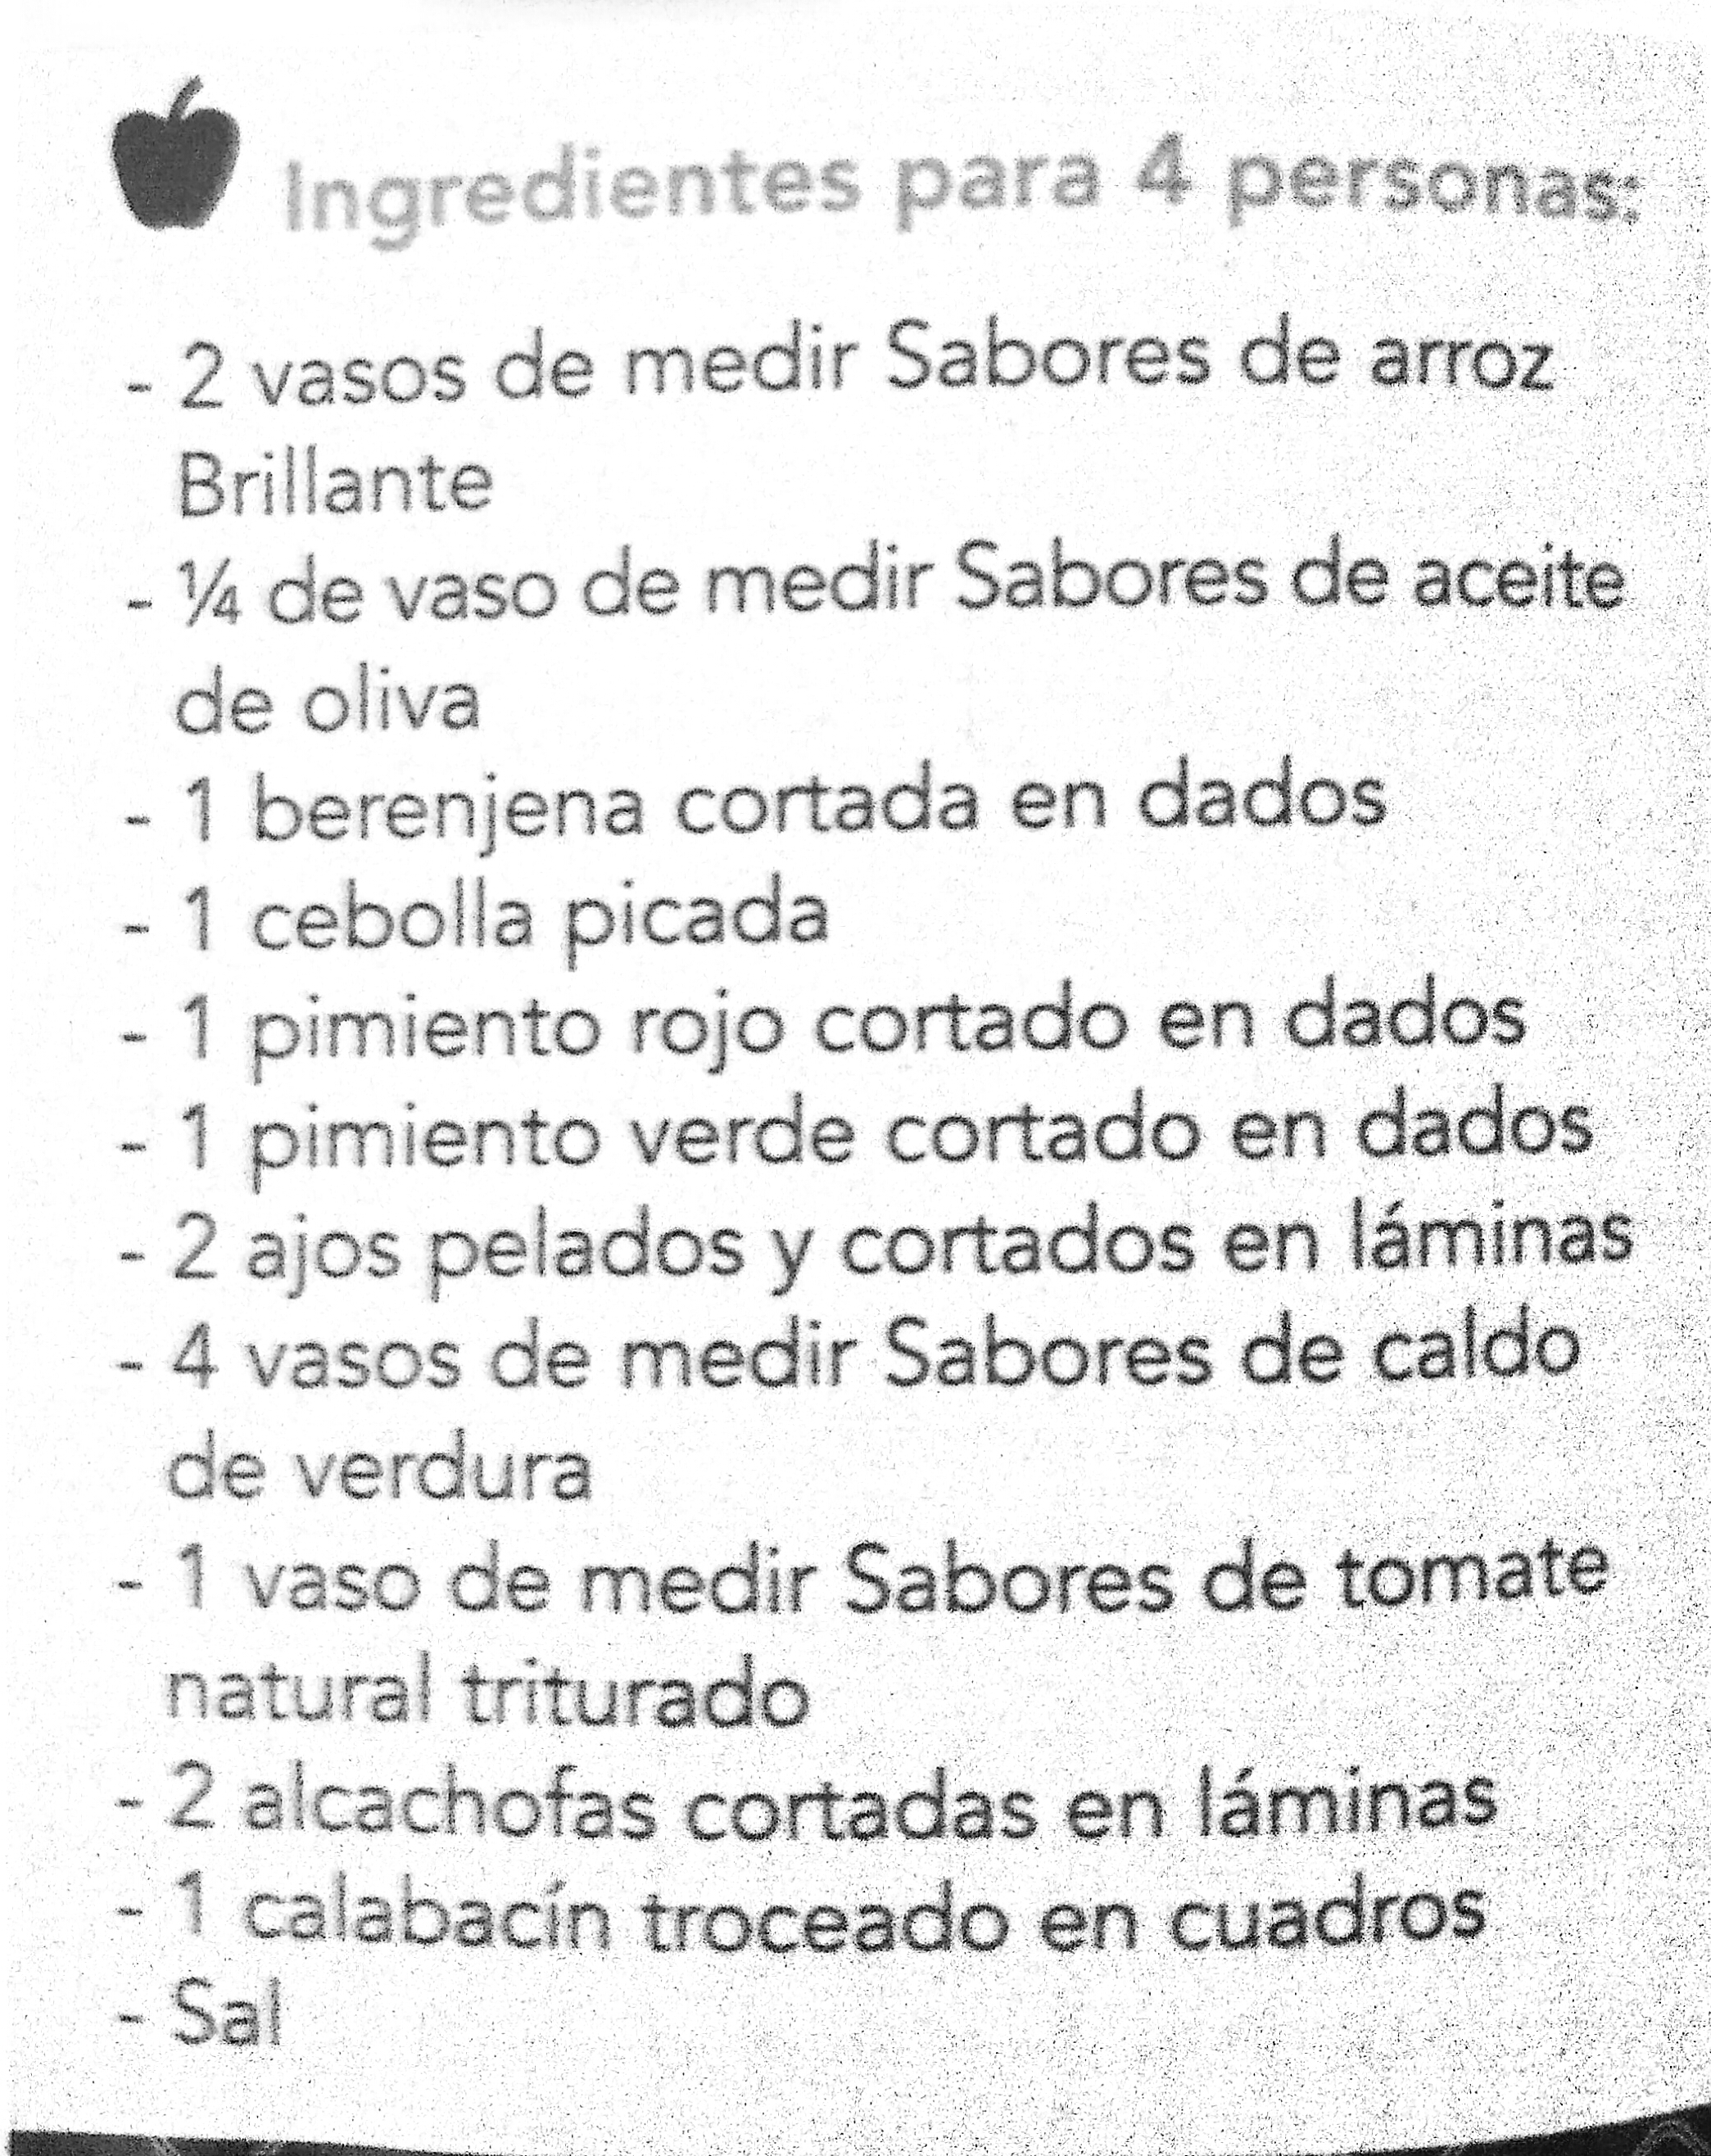 Ingredientes para 4 personas:
- 2 vasos de medir Sabores de arroz
Brillante
- ¼ de vaso de medir Sabores de aceite
de oliva
- 1 berenjena cortada en dados
- 1 cebolla picada
- 1 pimiento rojo cortado en dados
- 1 pimiento verde cortado en dados
- 2 ajos pelados y cortados en láminas
- 4 vasos de medir Sabores de caldo
de verdura
- 1 vaso de medir Sabores de tomate
natural triturado
- 2 alcachofas cortadas en láminas
- 1 calabacín troceado en cuadros
- Sal